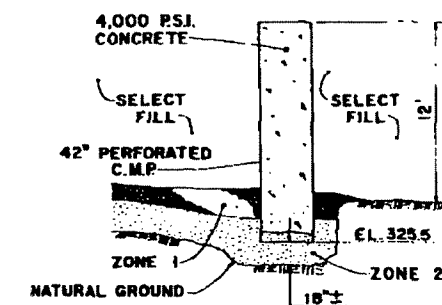 4,000 P.S.I.
CONCRETE
SELECT
FILL
SELECT
FILL
12'
42" PERFORATED
C.M.P.
EL. 325.5
ZONE 1
ZONE 2
NATURAL GROUND
18"±